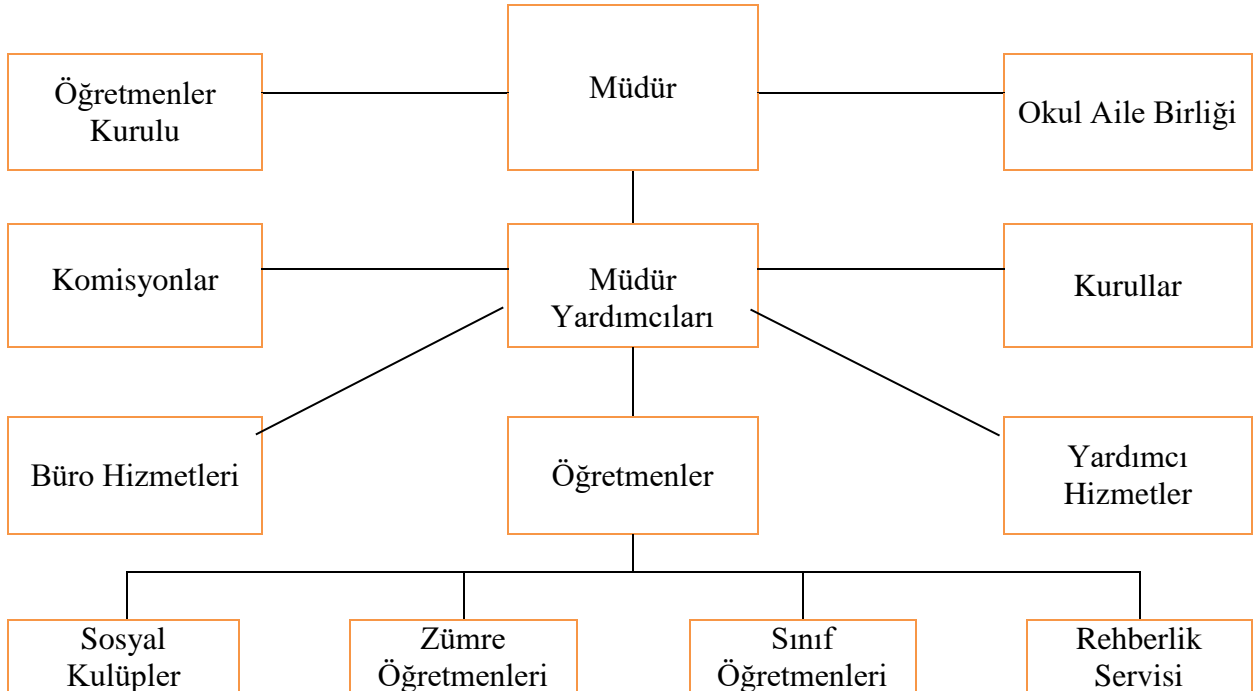 Öğretmenler
Kurulu
Müdür
Okul Aile Birliği
Komisyonlar
Müdür
Yardımcıları
Kurullar
Büro Hizmetleri
Öğretmenler
Yardımcı
Hizmetler
Sosyal
Kulüpler
Zümre
Öğretmenleri
Sınıf
Öğretmenleri
Rehberlik
Servisi